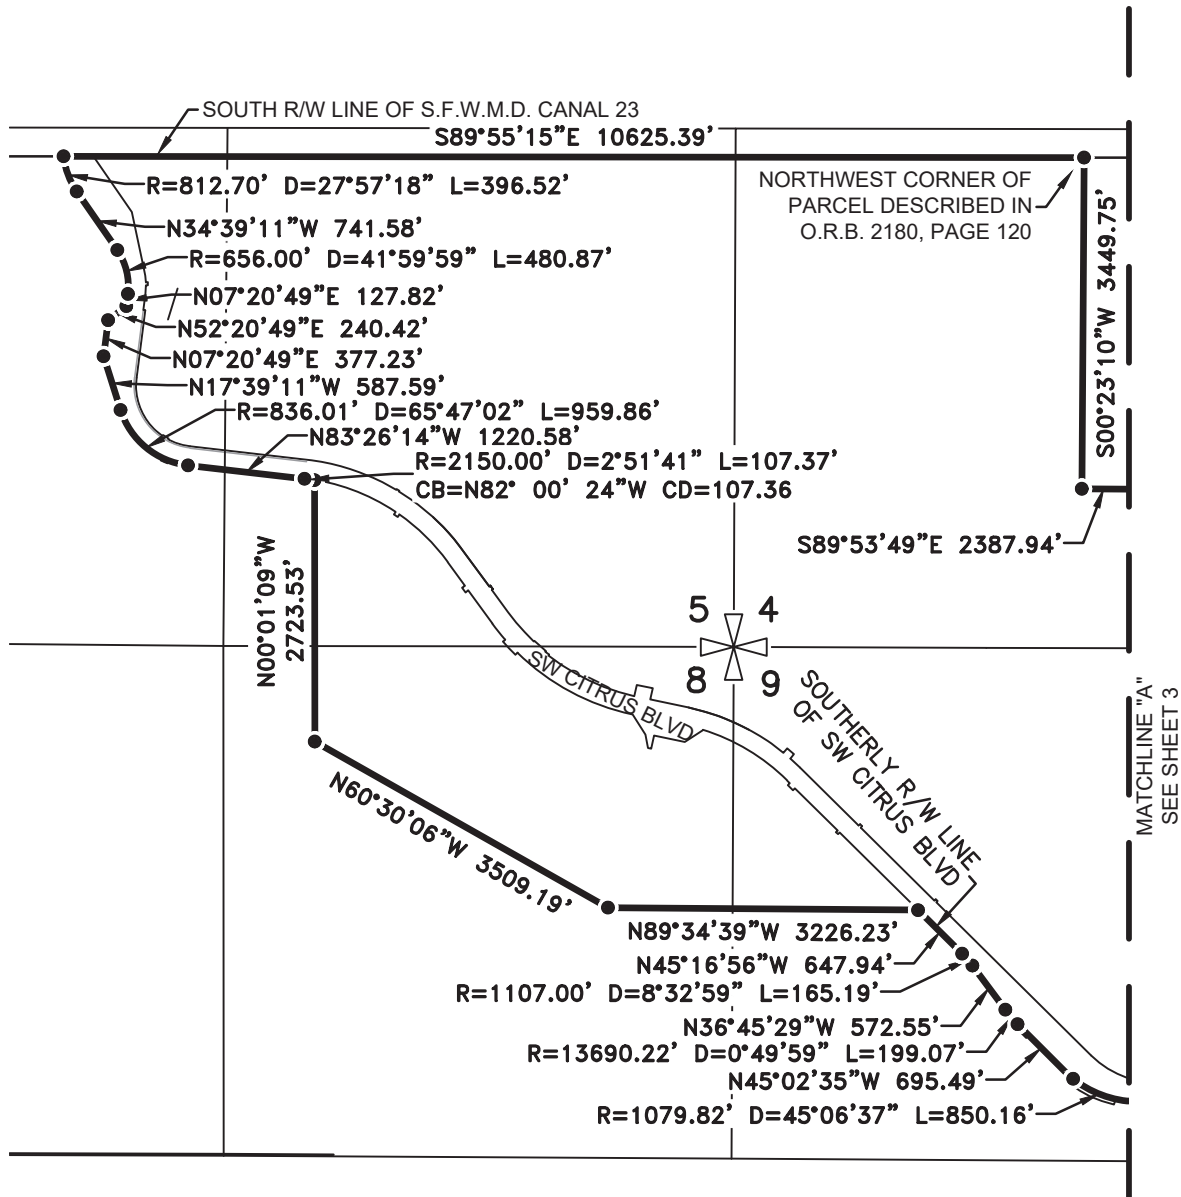 SOUTH R/W LINE OF S.F.W.M.D. CANAL 23
S89°55'15"E 10625.39'
R=812.70' D=27°57'18" L=396.52'
NORTHWEST CORNER OF
PARCEL DESCRIBED IN
O.R.B. 2180, PAGE 120
N34°39'11"W 741.58'
R=656.00' D=41°59'59" L=480.87'
N07°20'49"E 127.82'
N52°20'49"E 240.42'
N07°20'49"E 377.23'
N17°39'11"W 587.59'
R=836.01' D=65°47'02" L=959.86'
N83°26'14"W 1220.58'
R=2150.00' D=2°51'41" L=107.37'
CB=N82° 00' 24"W CD=107.36
S00°23'10"W 3449.75'
S89°53'49"E 2387.94'
N00°01'09"W
2723.53'
5 4
8 9
SW CITRUS BLVD
SOUTHERLY R/W LINE
OF SW CITRUS BLVD
MATCHLINE "A"
SEE SHEET 3
N60°30'06"W 3509.19'
N89°34'39"W 3226.23'
N45°16'56"W 647.94'
R=1107.00' D=8°32'59" L=165.19'
N36°45'29"W 572.55'
R=13690.22' D=0°49'59" L=199.07'
N45°02'35"W 695.49'
R=1079.82' D=45°06'37" L=850.16'